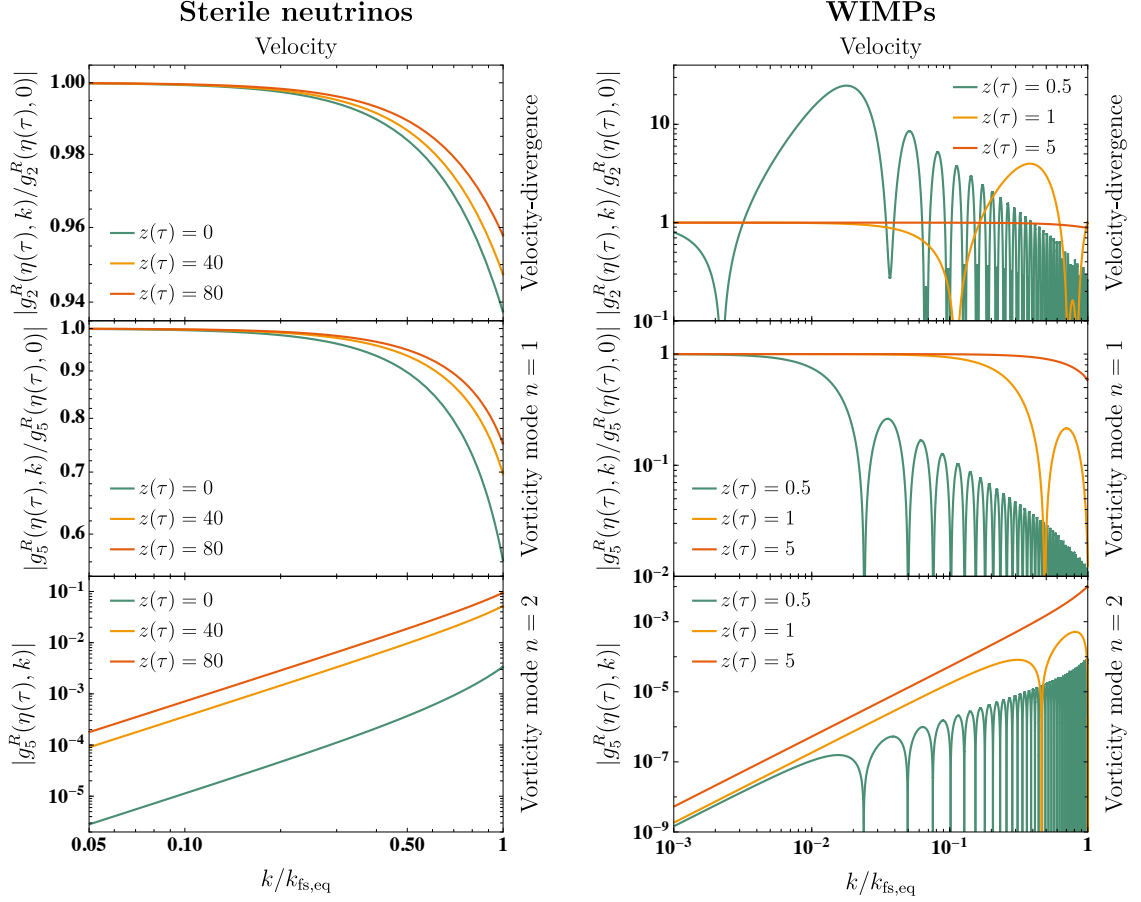 Sterile neutrinos
Velocity
|g_2^R(η(τ), k)/g_2^R(η(τ), 0)|
1.00
0.98
0.96
0.94
z(τ) = 0
z(τ) = 40
z(τ) = 80
Velocity-divergence
|g_5^R(η(τ), k)/g_5^R(η(τ), 0)|
1.0
0.9
0.8
0.7
0.6
z(τ) = 0
z(τ) = 40
z(τ) = 80
Vorticity mode n = 1
|g_5^R(η(τ), k)|
10^-1
10^-2
10^-3
10^-4
10^-5
z(τ) = 0
z(τ) = 40
z(τ) = 80
Vorticity mode n = 2
0.05 0.10 0.50 1
k/k_fs,eq
WIMPs
Velocity
|g_2^R(η(τ), k)/g_2^R(η(τ), 0)|
10
1
10^-1
z(τ) = 0.5
z(τ) = 1
z(τ) = 5
Velocity-divergence
|g_5^R(η(τ), k)/g_5^R(η(τ), 0)|
1
10^-1
10^-2
z(τ) = 0.5
z(τ) = 1
z(τ) = 5
Vorticity mode n = 1
|g_5^R(η(τ), k)|
10^-2
10^-3
10^-5
10^-7
10^-9
z(τ) = 0.5
z(τ) = 1
z(τ) = 5
Vorticity mode n = 2
10^-3 10^-2 10^-1 1
k/k_fs,eq